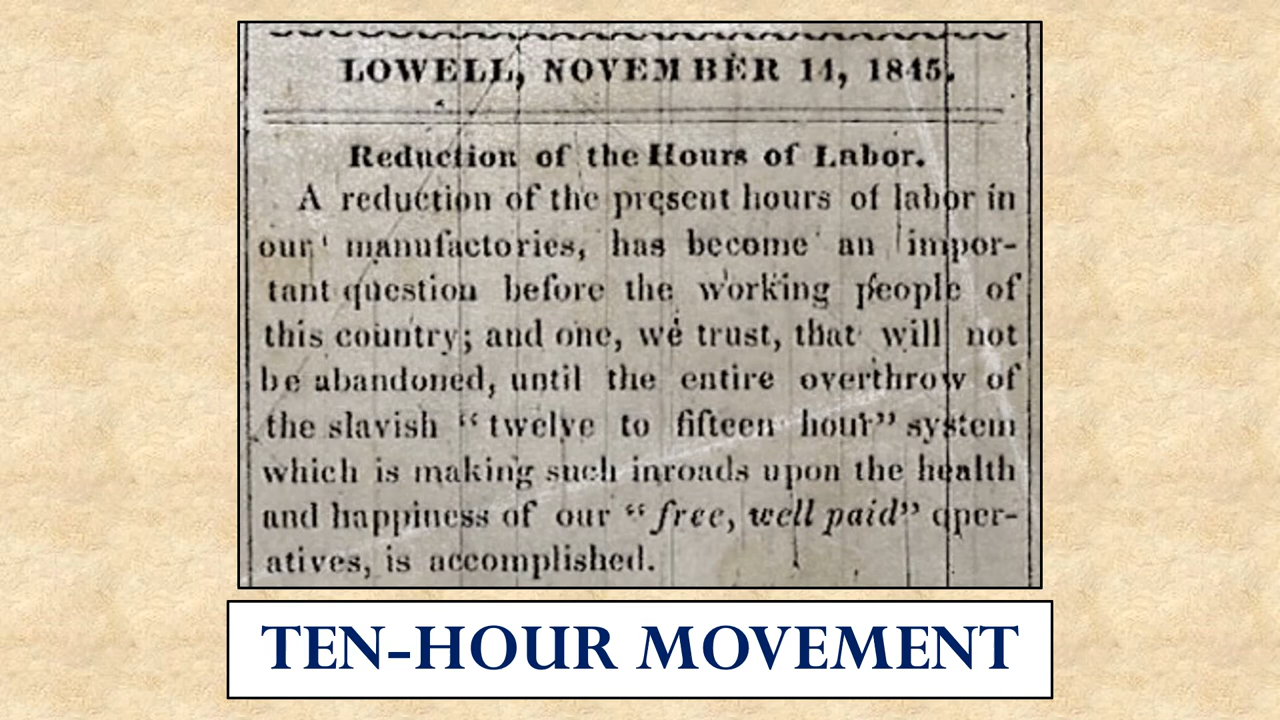 LOWELL, NOVEMBER 14, 1845.
Reduction of the Hours of Labor.
A reduction of the present hours of labor in
our manufactories, has become an impor-
tant question before the working people of
this country; and one, we trust, that will not
be abandoned, until the entire overthrow of
the slavish “twelve to fifteen hour” system
which is making such inroads upon the health
and happiness of our “free, well paid” oper-
atives, is accomplished.
TEN-HOUR MOVEMENT